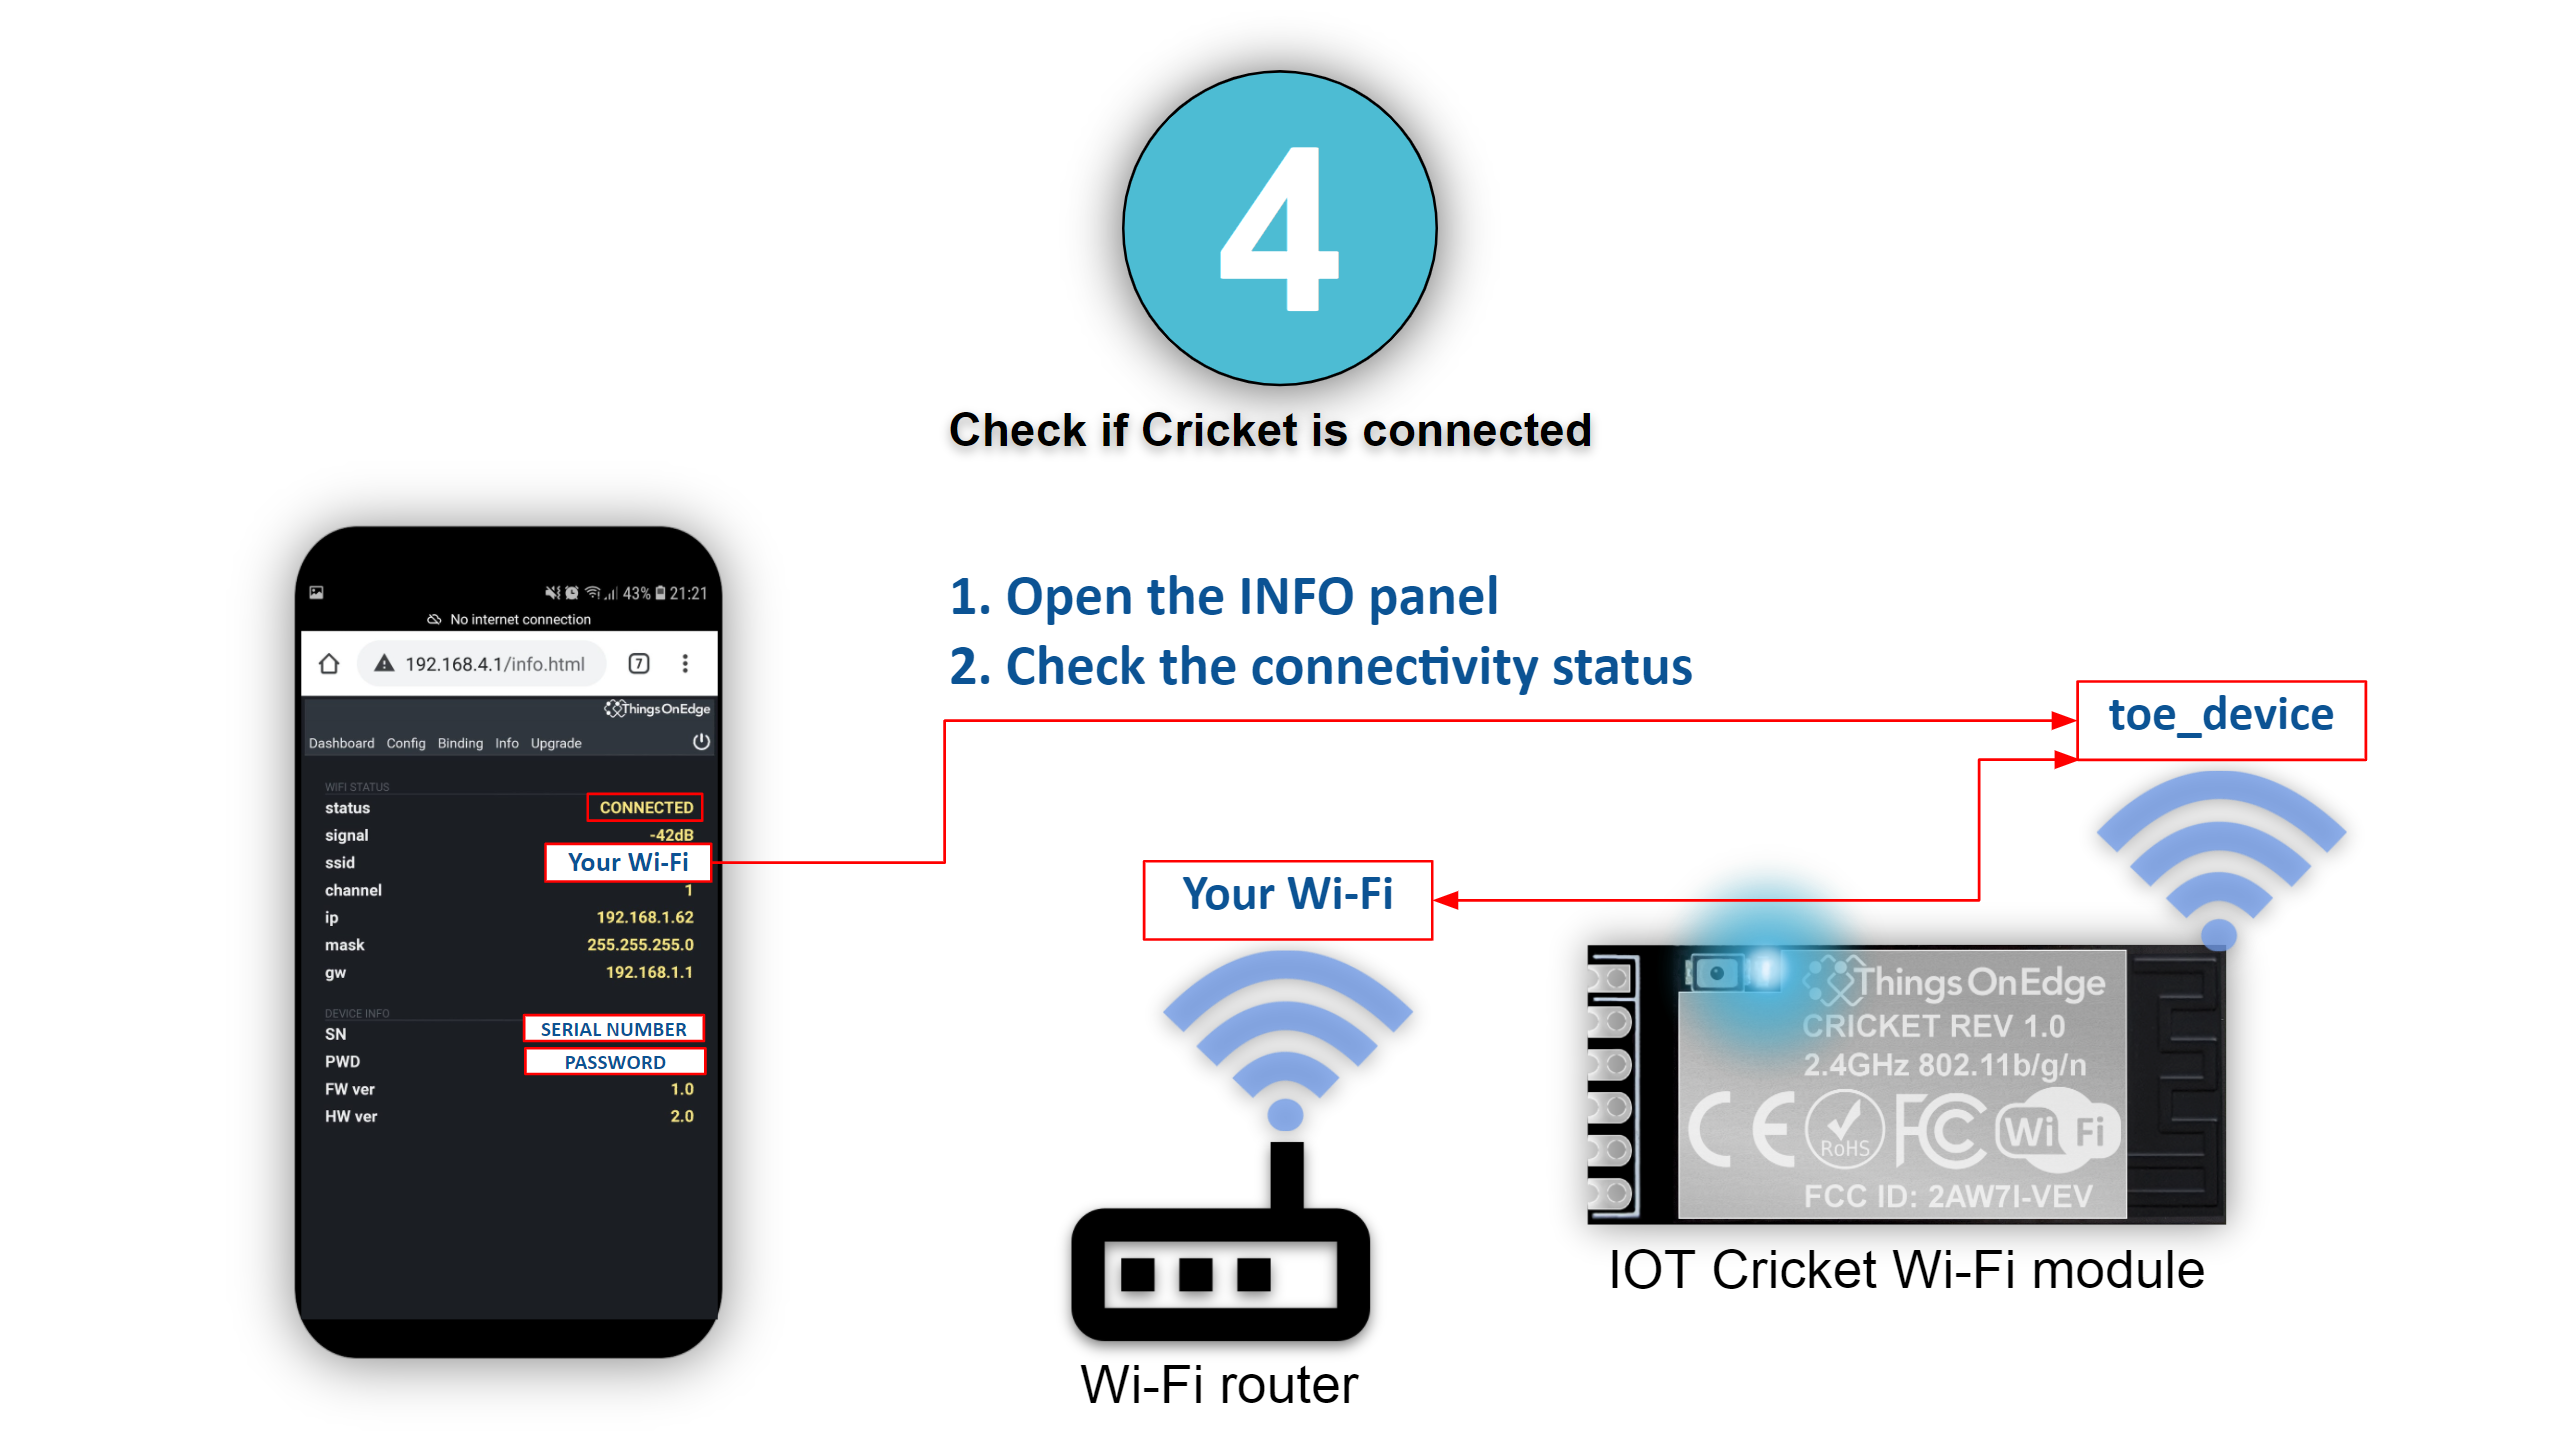 4
Check if Cricket is connected
1. Open the INFO panel
2. Check the connectivity status
43% 21:21
No internet connection
192.168.4.1/info.html 7
ThingsOnEdge
Dashboard Config Binding Info Upgrade
WIFI STATUS
status CONNECTED
signal -42dB
ssid Your Wi-Fi
channel 1
ip 192.168.1.62
mask 255.255.255.0
gw 192.168.1.1
DEVICE INFO
SN SERIAL NUMBER
PWD PASSWORD
FW ver 1.0
HW ver 2.0
toe_device
Your Wi-Fi
Wi-Fi router
ThingsOnEdge
CRICKET REV 1.0
2.4GHz 802.11b/g/n
CE RoHS FC WiFi
FCC ID: 2AW7I-VEV
IOT Cricket Wi-Fi module